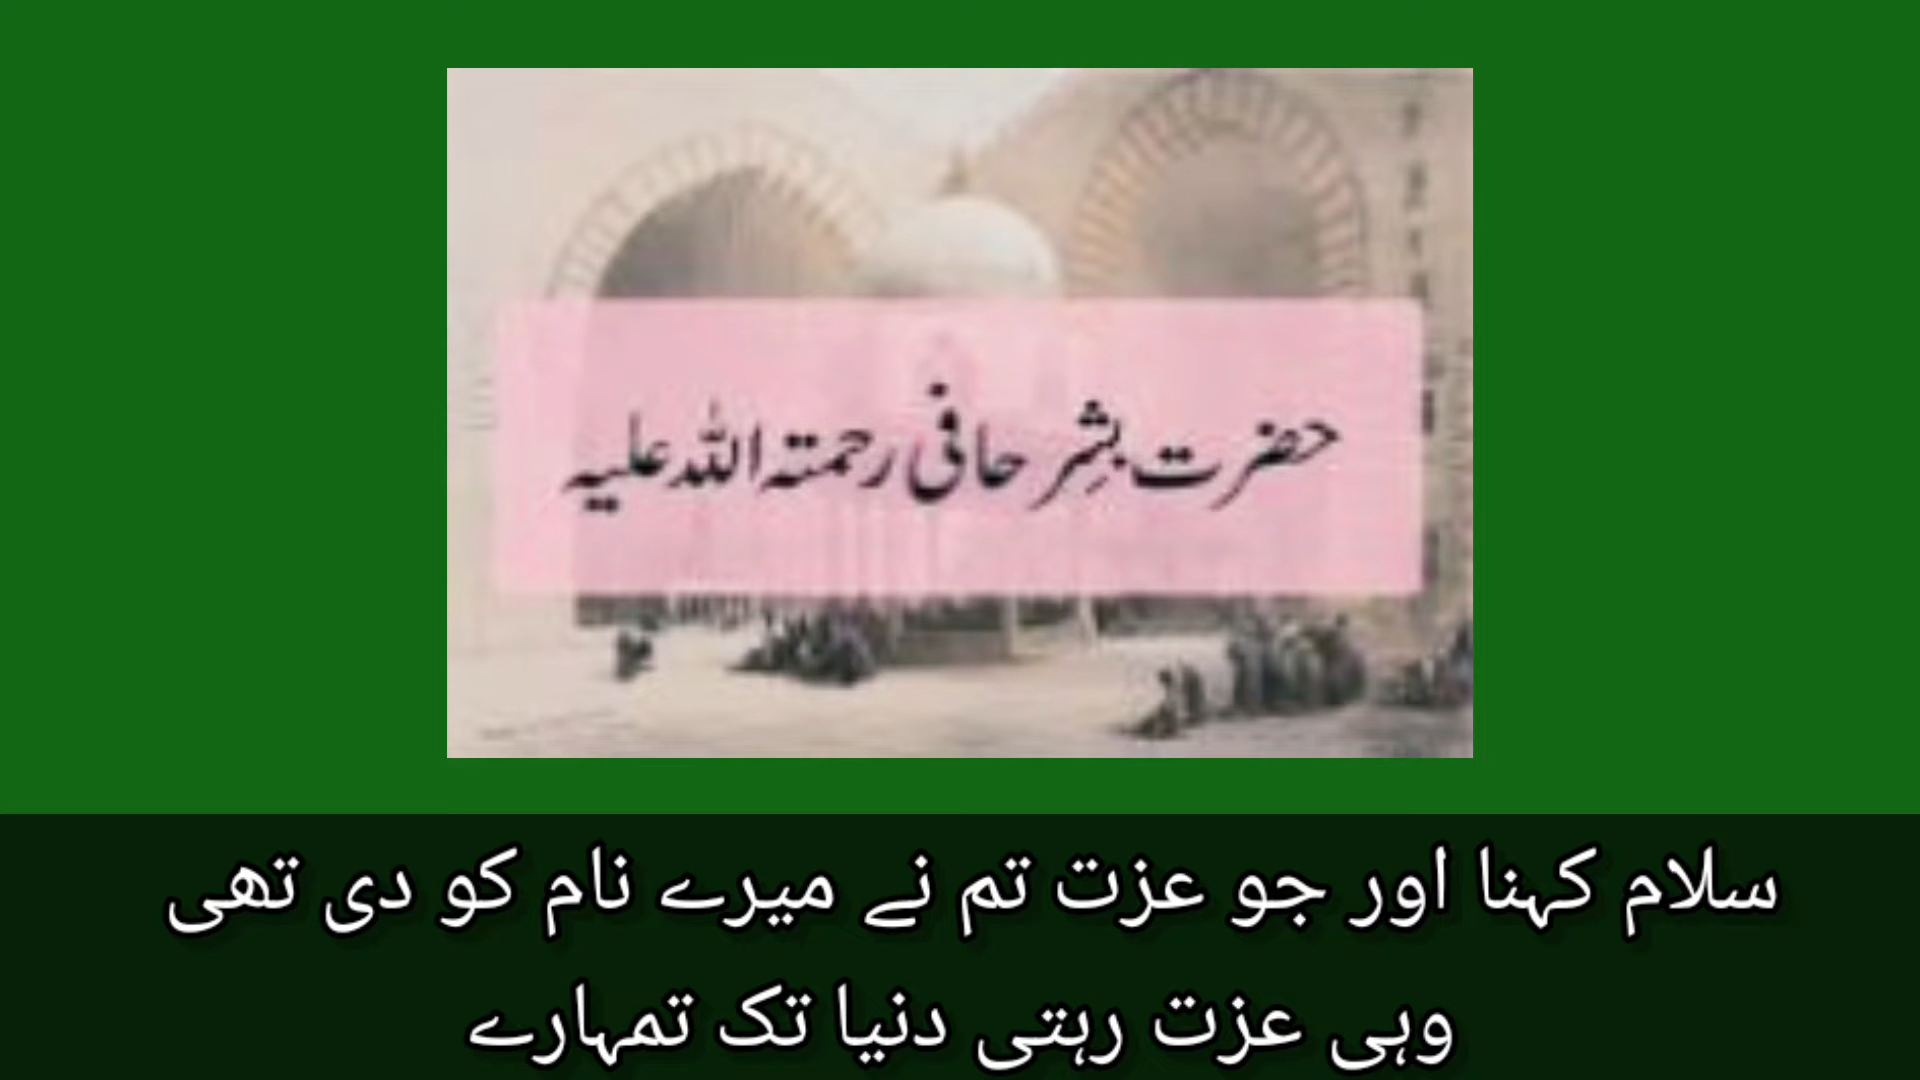 حضرت بشِر حافی رحمتہ اللہ علیہ
سلام کہنا اور جو عزت تم نے میرے نام کو دی تھی
وہی عزت رہتی دنیا تک تمہارے